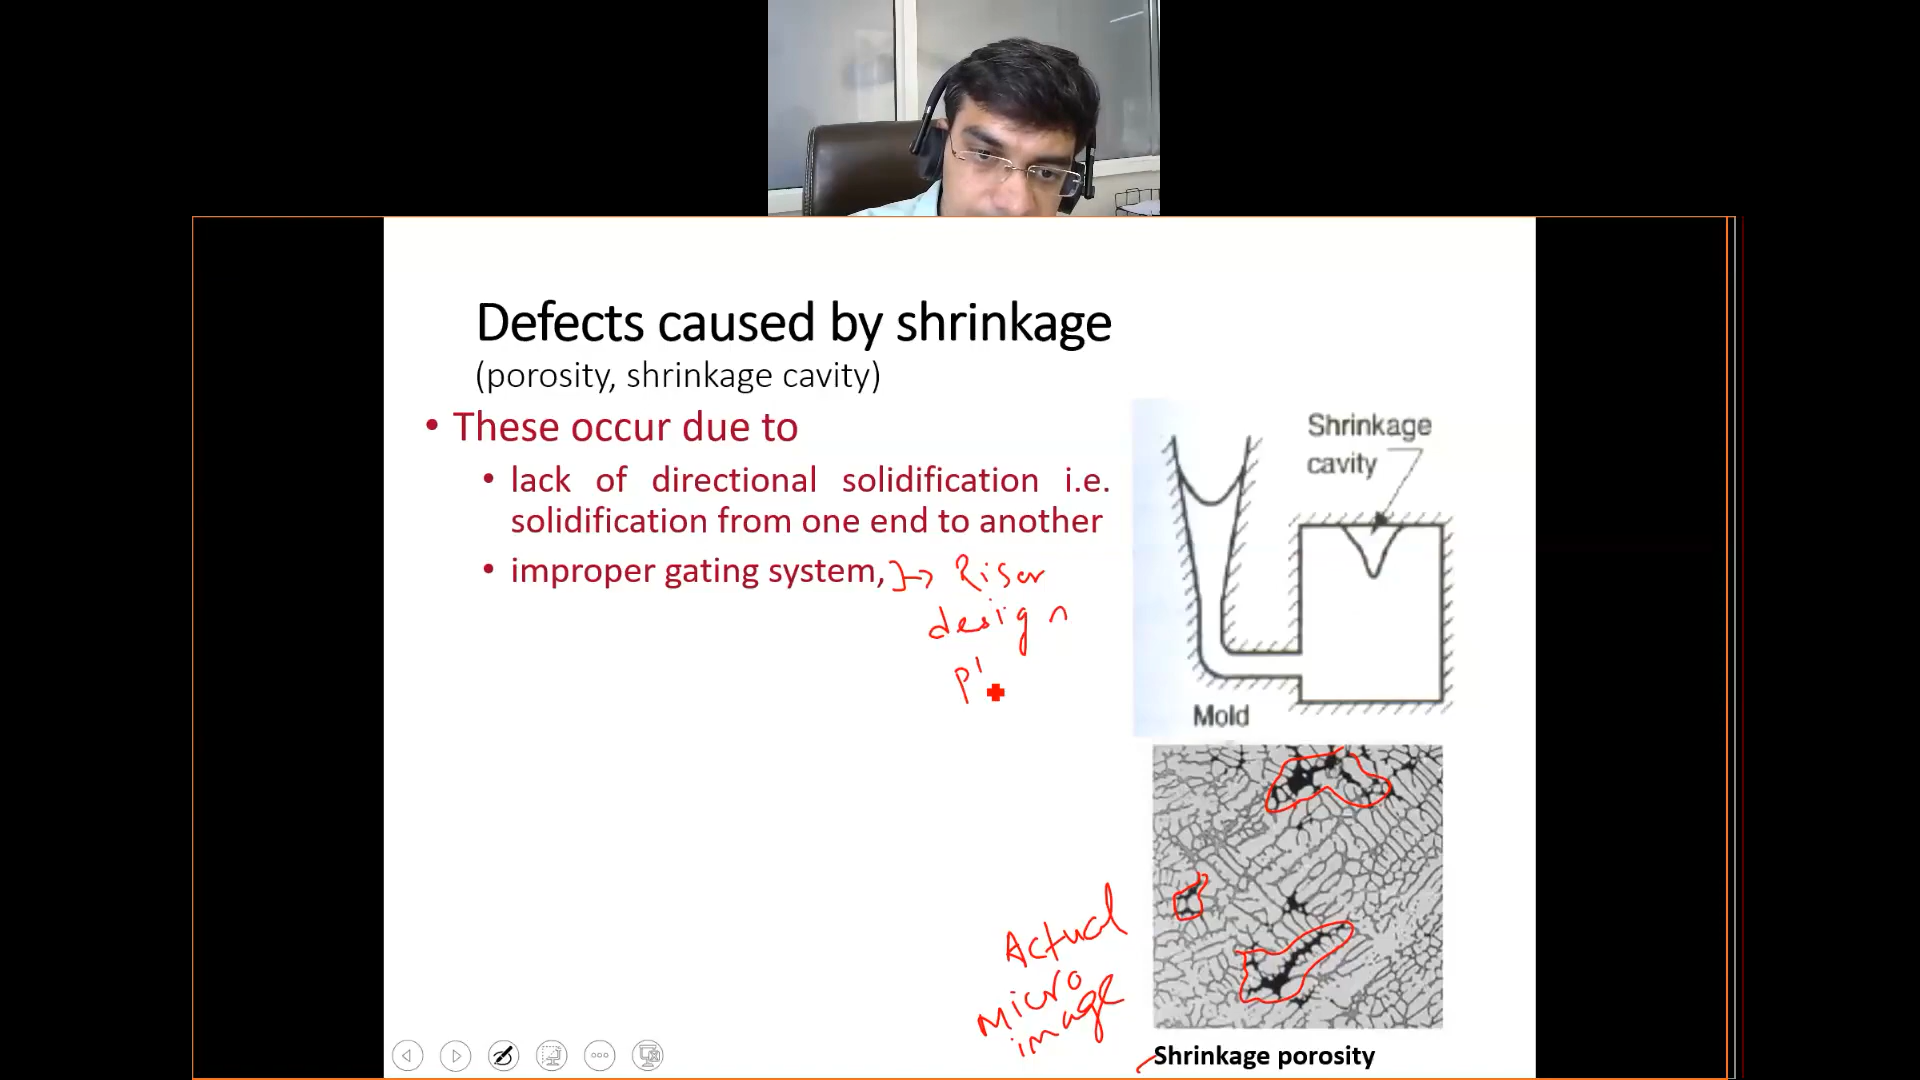 Defects caused by shrinkage
(porosity, shrinkage cavity)
• These occur due to
• lack of directional solidification i.e.
solidification from one end to another
• improper gating system,
Riser
design
Shrinkage
cavity
Mold
Actual
Micro
image
Shrinkage porosity